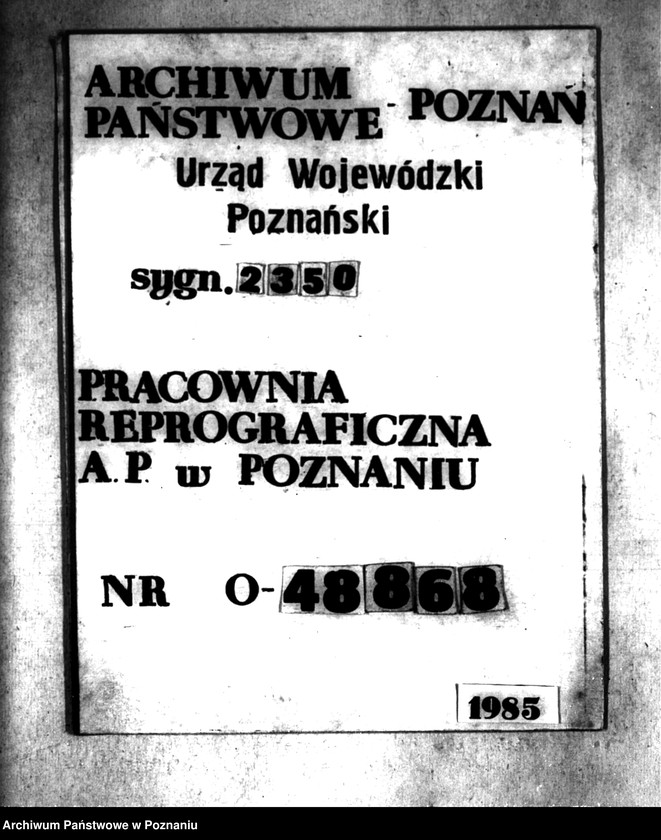 ARCHIWUM
PAŃSTWOWE - POZNAŃ
Urząd Wojewódzki
Poznański
sygn. 2350
PRACOWNIA
REPROGRAFICZNA
A.P. w POZNANIU
NR O-48868
1985
Archiwum Państwowe w Poznaniu